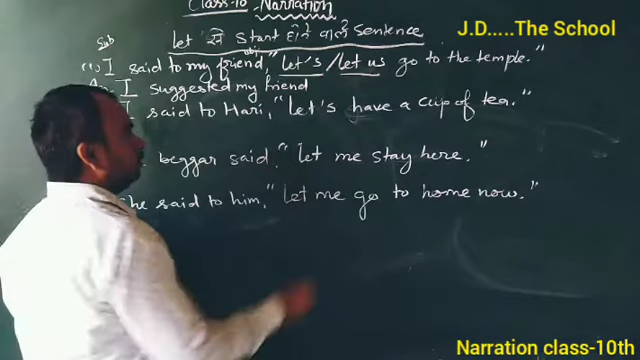 Class-10 Narration
J.D.....The School
let से start होने वाले sentence
Sub
obj
(1) I said to my friend, "let's/let us go to the temple."
I suggested my friend
I said to Hari, "let's have a cup of tea."
beggar said. "let me stay here."
he said to him, "let me go to home now."
Narration class-10th